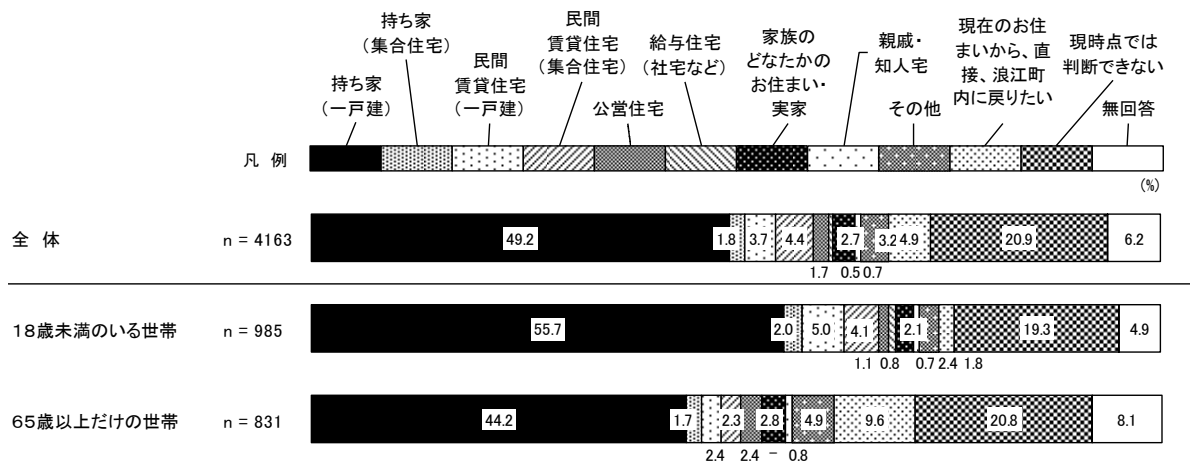 持ち家
(一戸建)
持ち家
(集合住宅)
民間
賃貸住宅
(一戸建)
民間
賃貸住宅
(集合住宅)
公営住宅
給与住宅
(社宅など)
家族の
どなたかの
お住まい・
実家
親戚・
知人宅
その他
現在のお住
まいから、直
接、浪江町
内に戻りたい
現時点では
判断できない
無回答
凡 例
(%)
全 体 n = 4163 49.2 1.8 3.7 4.4 2.7 3.2 4.9 20.9 6.2
1.7 0.5 0.7
18歳未満のいる世帯 n = 985 55.7 2.0 5.0 4.1 2.1 19.3 4.9
1.1 0.8 0.7 2.4 1.8
65歳以上だけの世帯 n = 831 44.2 1.7 2.3 2.8 4.9 9.6 20.8 8.1
2.4 2.4 - 0.8